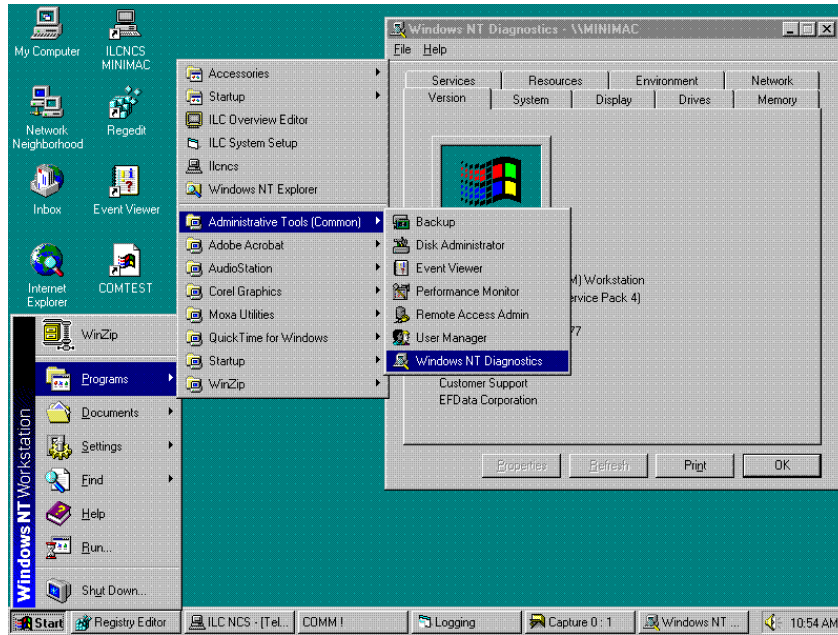 My Computer
ILCNCS
MINIMAC
Network
Neighborhood
Regedit
Inbox
Event Viewer
Internet
Explorer
COMTEST
Windows NT Diagnostics - \\MINIMAC
File Help
Services Resources Environment Network
Version System Display Drives Memory
M) Workstation
ervice Pack 4)
77
Customer Support
EFData Corporation
Properties Refresh Print OK
Accessories
Startup
ILC Overview Editor
ILC System Setup
Ilcncs
Windows NT Explorer
Administrative Tools (Common)
Adobe Acrobat
AudioStation
Corel Graphics
Moxa Utilities
QuickTime for Windows
Startup
WinZip
Backup
Disk Administrator
Event Viewer
Performance Monitor
Remote Access Admin
User Manager
Windows NT Diagnostics
Windows NT Workstation
WinZip
Programs
Documents
Settings
Find
Help
Run...
Shut Down...
Start Registry Editor ILC NCS - [Tel... COMM ! Logging Capture 0 : 1 Windows NT ... 10:54 AM